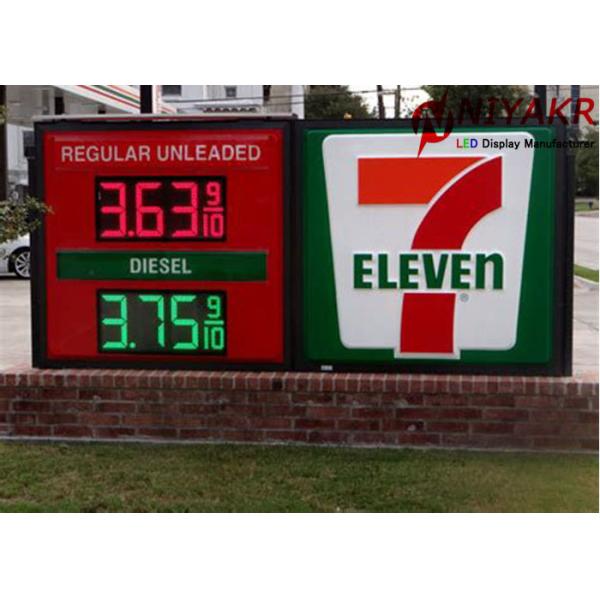 NIYAKR
LED Display Manufacturer
REGULAR UNLEADED
3.63 9/10
DIESEL
3.75 9/10
7
ELEVEn
®